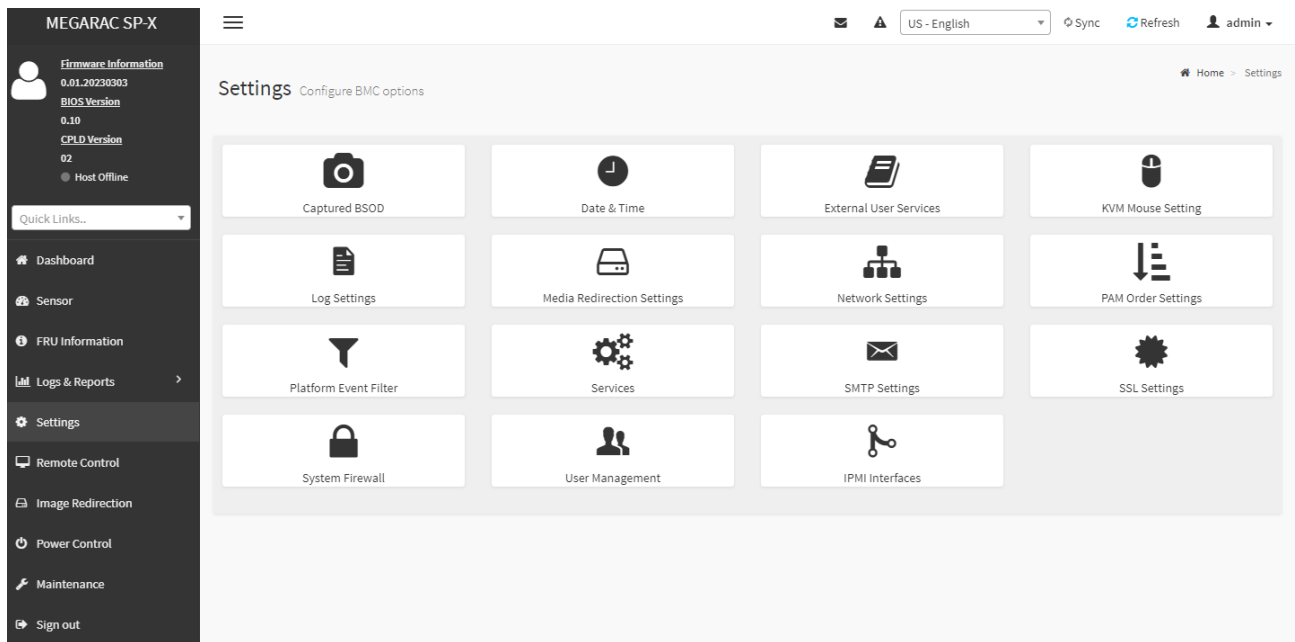 MEGARAC SP-X
US - English
Sync
Refresh
admin
Firmware Information
0.01.20230303
BIOS Version
0.10
CPLD Version
02
Host Offline
Quick Links..
Dashboard
Sensor
FRU Information
Logs & Reports
Settings
Remote Control
Image Redirection
Power Control
Maintenance
Sign out
Settings Configure BMC options
Home > Settings
Captured BSOD
Date & Time
External User Services
KVM Mouse Setting
Log Settings
Media Redirection Settings
Network Settings
PAM Order Settings
Platform Event Filter
Services
SMTP Settings
SSL Settings
System Firewall
User Management
IPMI Interfaces